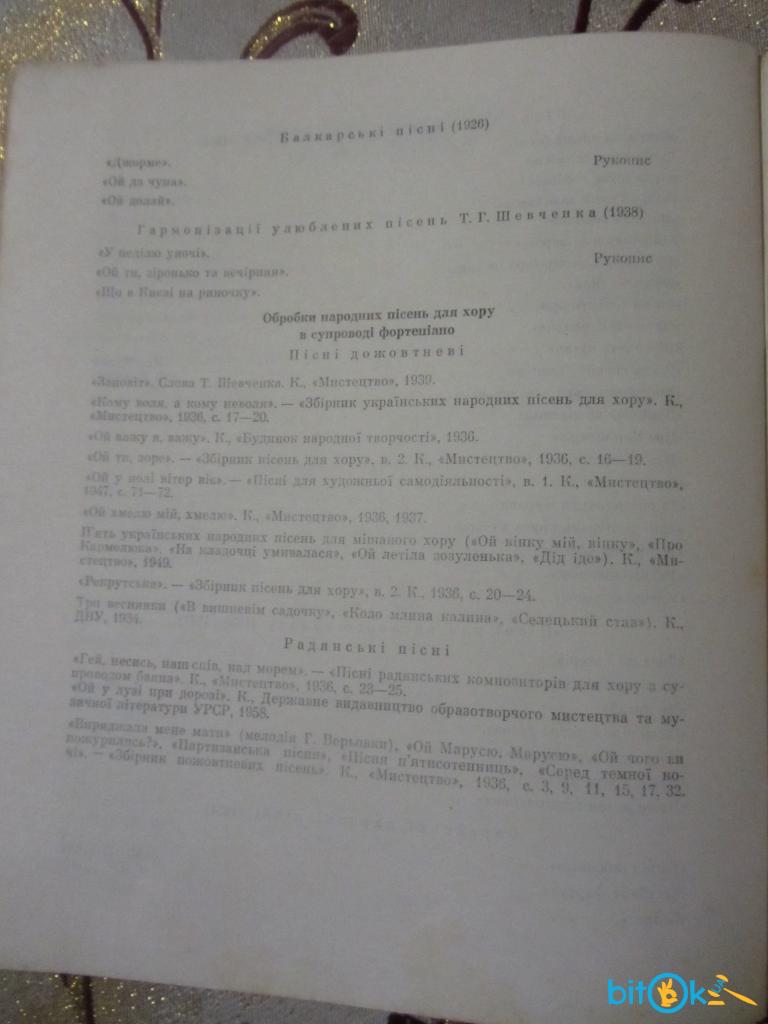 Балкарські пісні (1926)
«Джорме». Рукопис
«Ой да чупа».
«Ой долай».
Гармонізації улюблених пісень Т. Г. Шевченка (1938)
«У неділю уночі». Рукопис
«Ой ти, зіронько та вечірняя».
«Що в Києві на риночку».
Обробки народних пісень для хору
в супроводі фортепіано
Пісні дожовтневі
«Заповіт». Слова Т. Шевченка. К., «Мистецтво», 1939.
«Кому воля, а кому неволя». — «Збірник українських народних пісень для хору». К.,
«Мистецтво», 1936, с. 17—20.
«Ой важу я, важу». К., «Будинок народної творчості», 1936.
«Ой ти, зоре». — «Збірник пісень для хору», в. 2. К., «Мистецтво», 1936, с. 16—19.
«Ой у полі вітер віє». — «Пісні для художньої самодіяльності», в. 1. К., «Мистецтво»,
1947, с. 71—72.
«Ой хмелю мій, хмелю». К., «Мистецтво», 1936, 1937.
П'ять українських народних пісень для мішаного хору («Ой вінку мій, вінку», «Про
Кармелюка», «На кладочці умивалася», «Ой летіла зозуленька», «Дід іде»). К., «Ми-
стецтво», 1949.
«Рекрутська». — «Збірник пісень для хору», в. 2. К., 1936, с. 20—24.
Три веснянки («В вишневім садочку», «Коло млина калина», «Селецький став»). К.,
ДВУ, 1934.
Радянські пісні
«Гей, несись, наш спів, над морем». — «Пісні радянських композиторів для хору з су-
проводом баяна». К., «Мистецтво», 1936, с. 23—25.
«Ой у лузі при дорозі». К., Державне видавництво образотворчого мистецтва та му-
зичної літератури УРСР, 1958.
«Виряджала мене мати» (мелодія Г. Верьовки), «Ой Марусю, Марусю», «Ой чого ви
пожурились?», «Партизанська пісня», «Пісня п'ятисотенниць», «Серед темної но-
чі». — «Збірник пожовтневих пісень». К., «Мистецтво», 1936, с. 3, 9, 11, 15, 17, 32.
bitOk